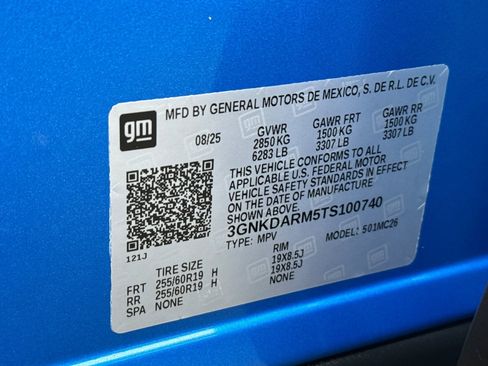 gm
MFD BY GENERAL MOTORS DE MEXICO, S. DE R.L. DE C.V.
08/25 GVWR GAWR FRT GAWR RR
2850 KG 1500 KG 1500 KG
6283 LB 3307 LB 3307 LB
THIS VEHICLE CONFORMS TO ALL
APPLICABLE U.S. FEDERAL MOTOR
VEHICLE SAFETY STANDARDS IN EFFECT
ON THE DATE OF MANUFACTURE
SHOWN ABOVE.
3GNKDARM5TS100740
TYPE: MPV MODEL: 501MC26
121J
TIRE SIZE RIM
FRT 255/60R19 H 19X8.5J
RR 255/60R19 H 19X8.5J
SPA NONE NONE